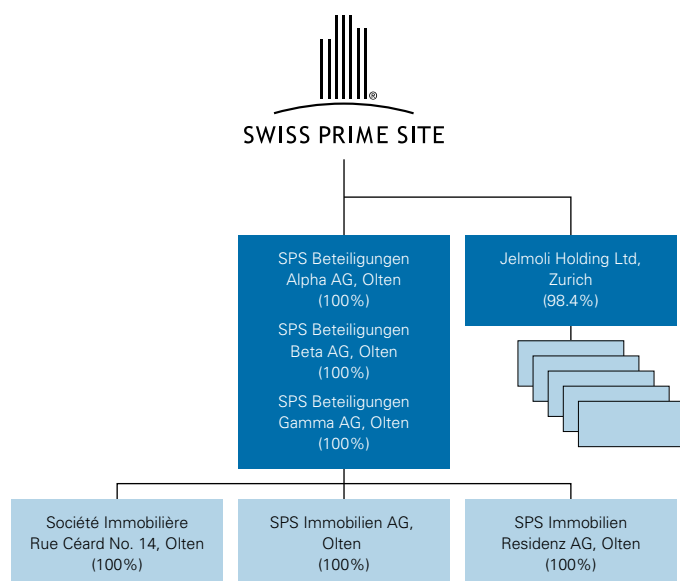 ®
SWISS PRIME SITE
SPS Beteiligungen
Alpha AG, Olten
(100%)
SPS Beteiligungen
Beta AG, Olten
(100%)
SPS Beteiligungen
Gamma AG, Olten
(100%)
Jelmoli Holding Ltd,
Zurich
(98.4%)
Société Immobilière
Rue Céard No. 14, Olten
(100%)
SPS Immobilien AG,
Olten
(100%)
SPS Immobilien
Residenz AG, Olten
(100%)